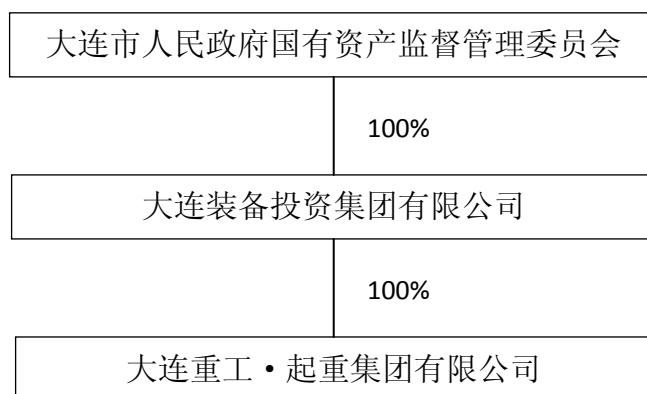 大连市人民政府国有资产监督管理委员会
100%
大连装备投资集团有限公司
100%
大连重工·起重集团有限公司